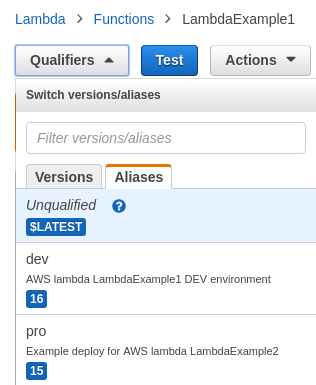 Lambda > Functions > LambdaExample1
Qualifiers Test Actions
Switch versions/aliases
Filter versions/aliases
Versions Aliases
Unqualified ?
$LATEST
dev
AWS lambda LambdaExample1 DEV environment
16
pro
Example deploy for AWS lambda LambdaExample2
15